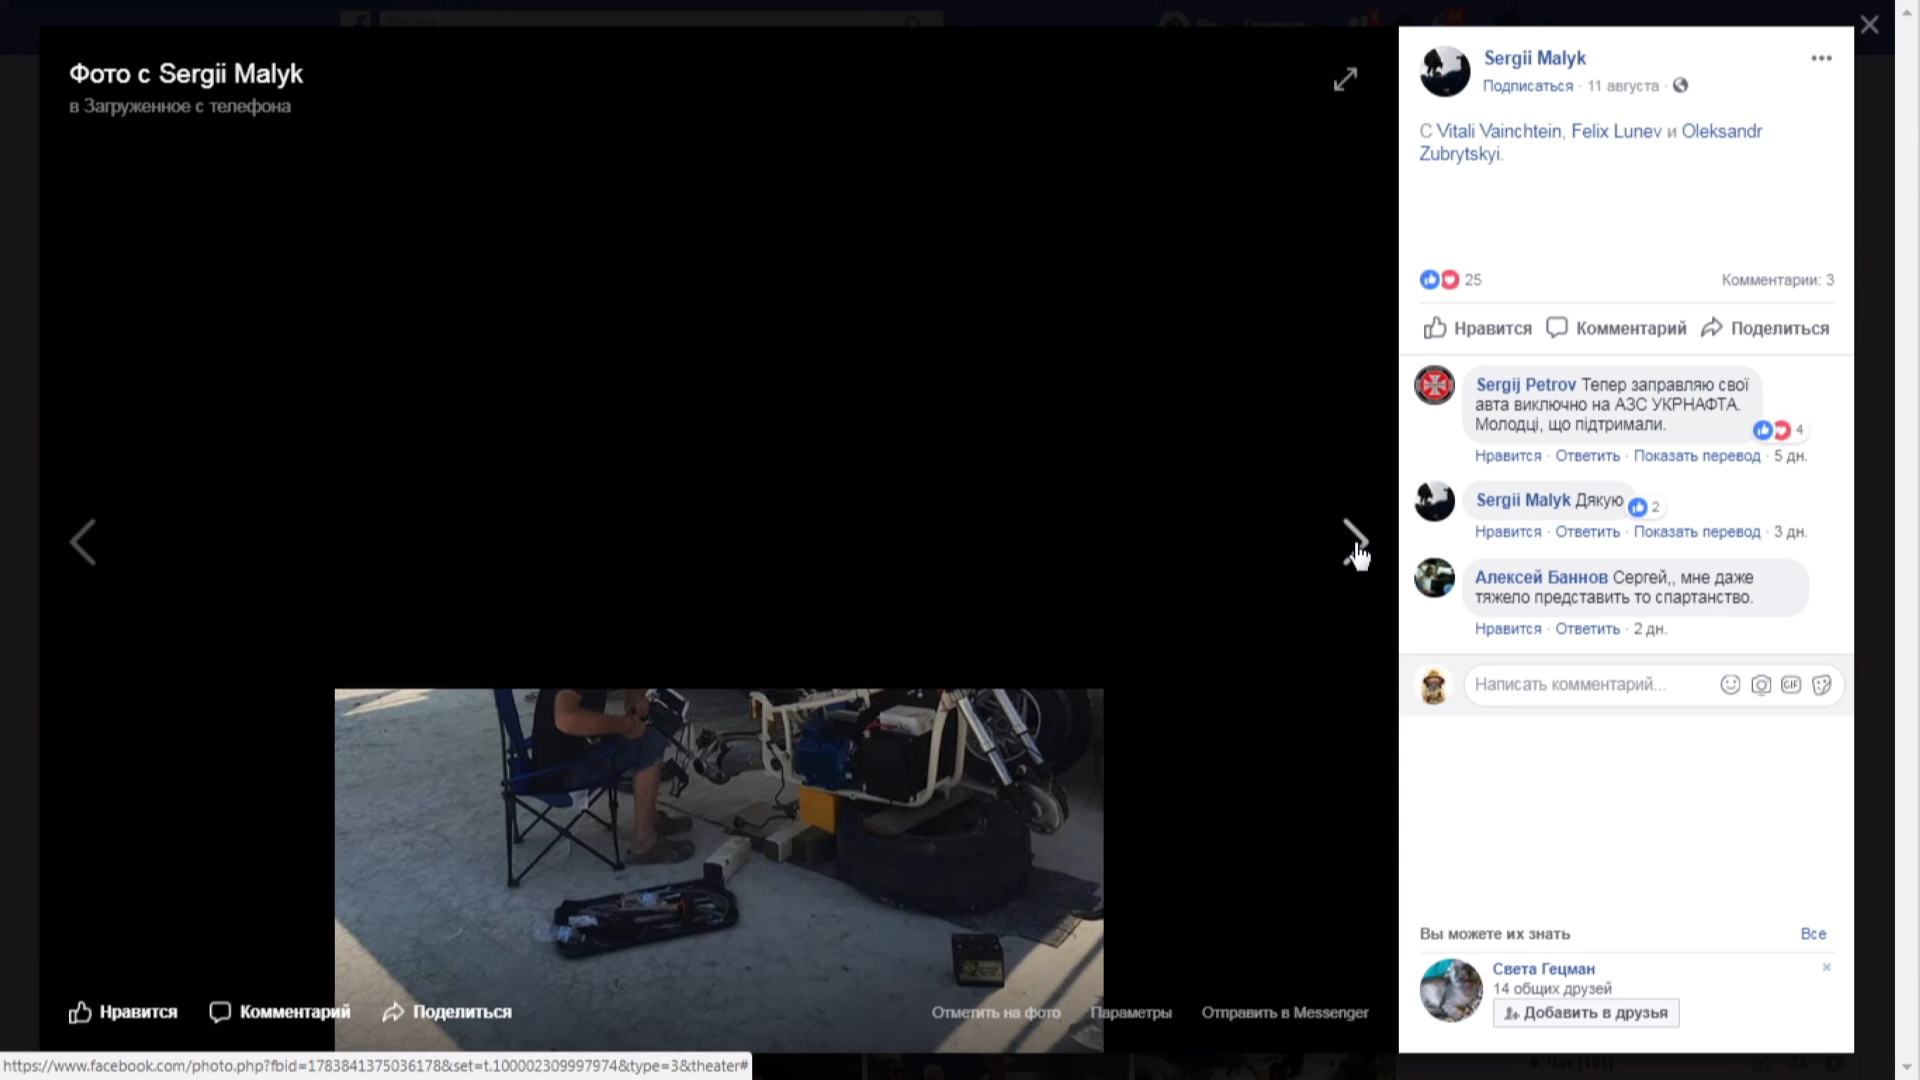 Фото с Sergii Malyk
в Загруженное с телефона
Sergii Malyk
Подписаться · 11 августа ·
С Vitali Vainchtein, Felix Lunev и Oleksandr
Zubrytskyi.
25
Комментарии: 3
Нравится Комментарий Поделиться
Sergij Petrov Тепер заправляю свої
авта виключно на АЗС УКРНАФТА.
Молодці, що підтримали.
4
Нравится · Ответить · Показать перевод · 5 дн.
Sergii Malyk Дякую
2
Нравится · Ответить · Показать перевод · 3 дн.
Алексей Баннов Сергей,, мне даже
тяжело представить то спартанство.
Нравится · Ответить · 2 дн.
Написать комментарий...
GIF
Вы можете их знать
Все
Света Гецман
14 общих друзей
Добавить в друзья
Нравится Комментарий Поделиться
Отметить на фото Параметры Отправить в Messenger
https://www.facebook.com/photo.php?fbid=1783841375036178&set=t.100002309997974&type=3&theater#